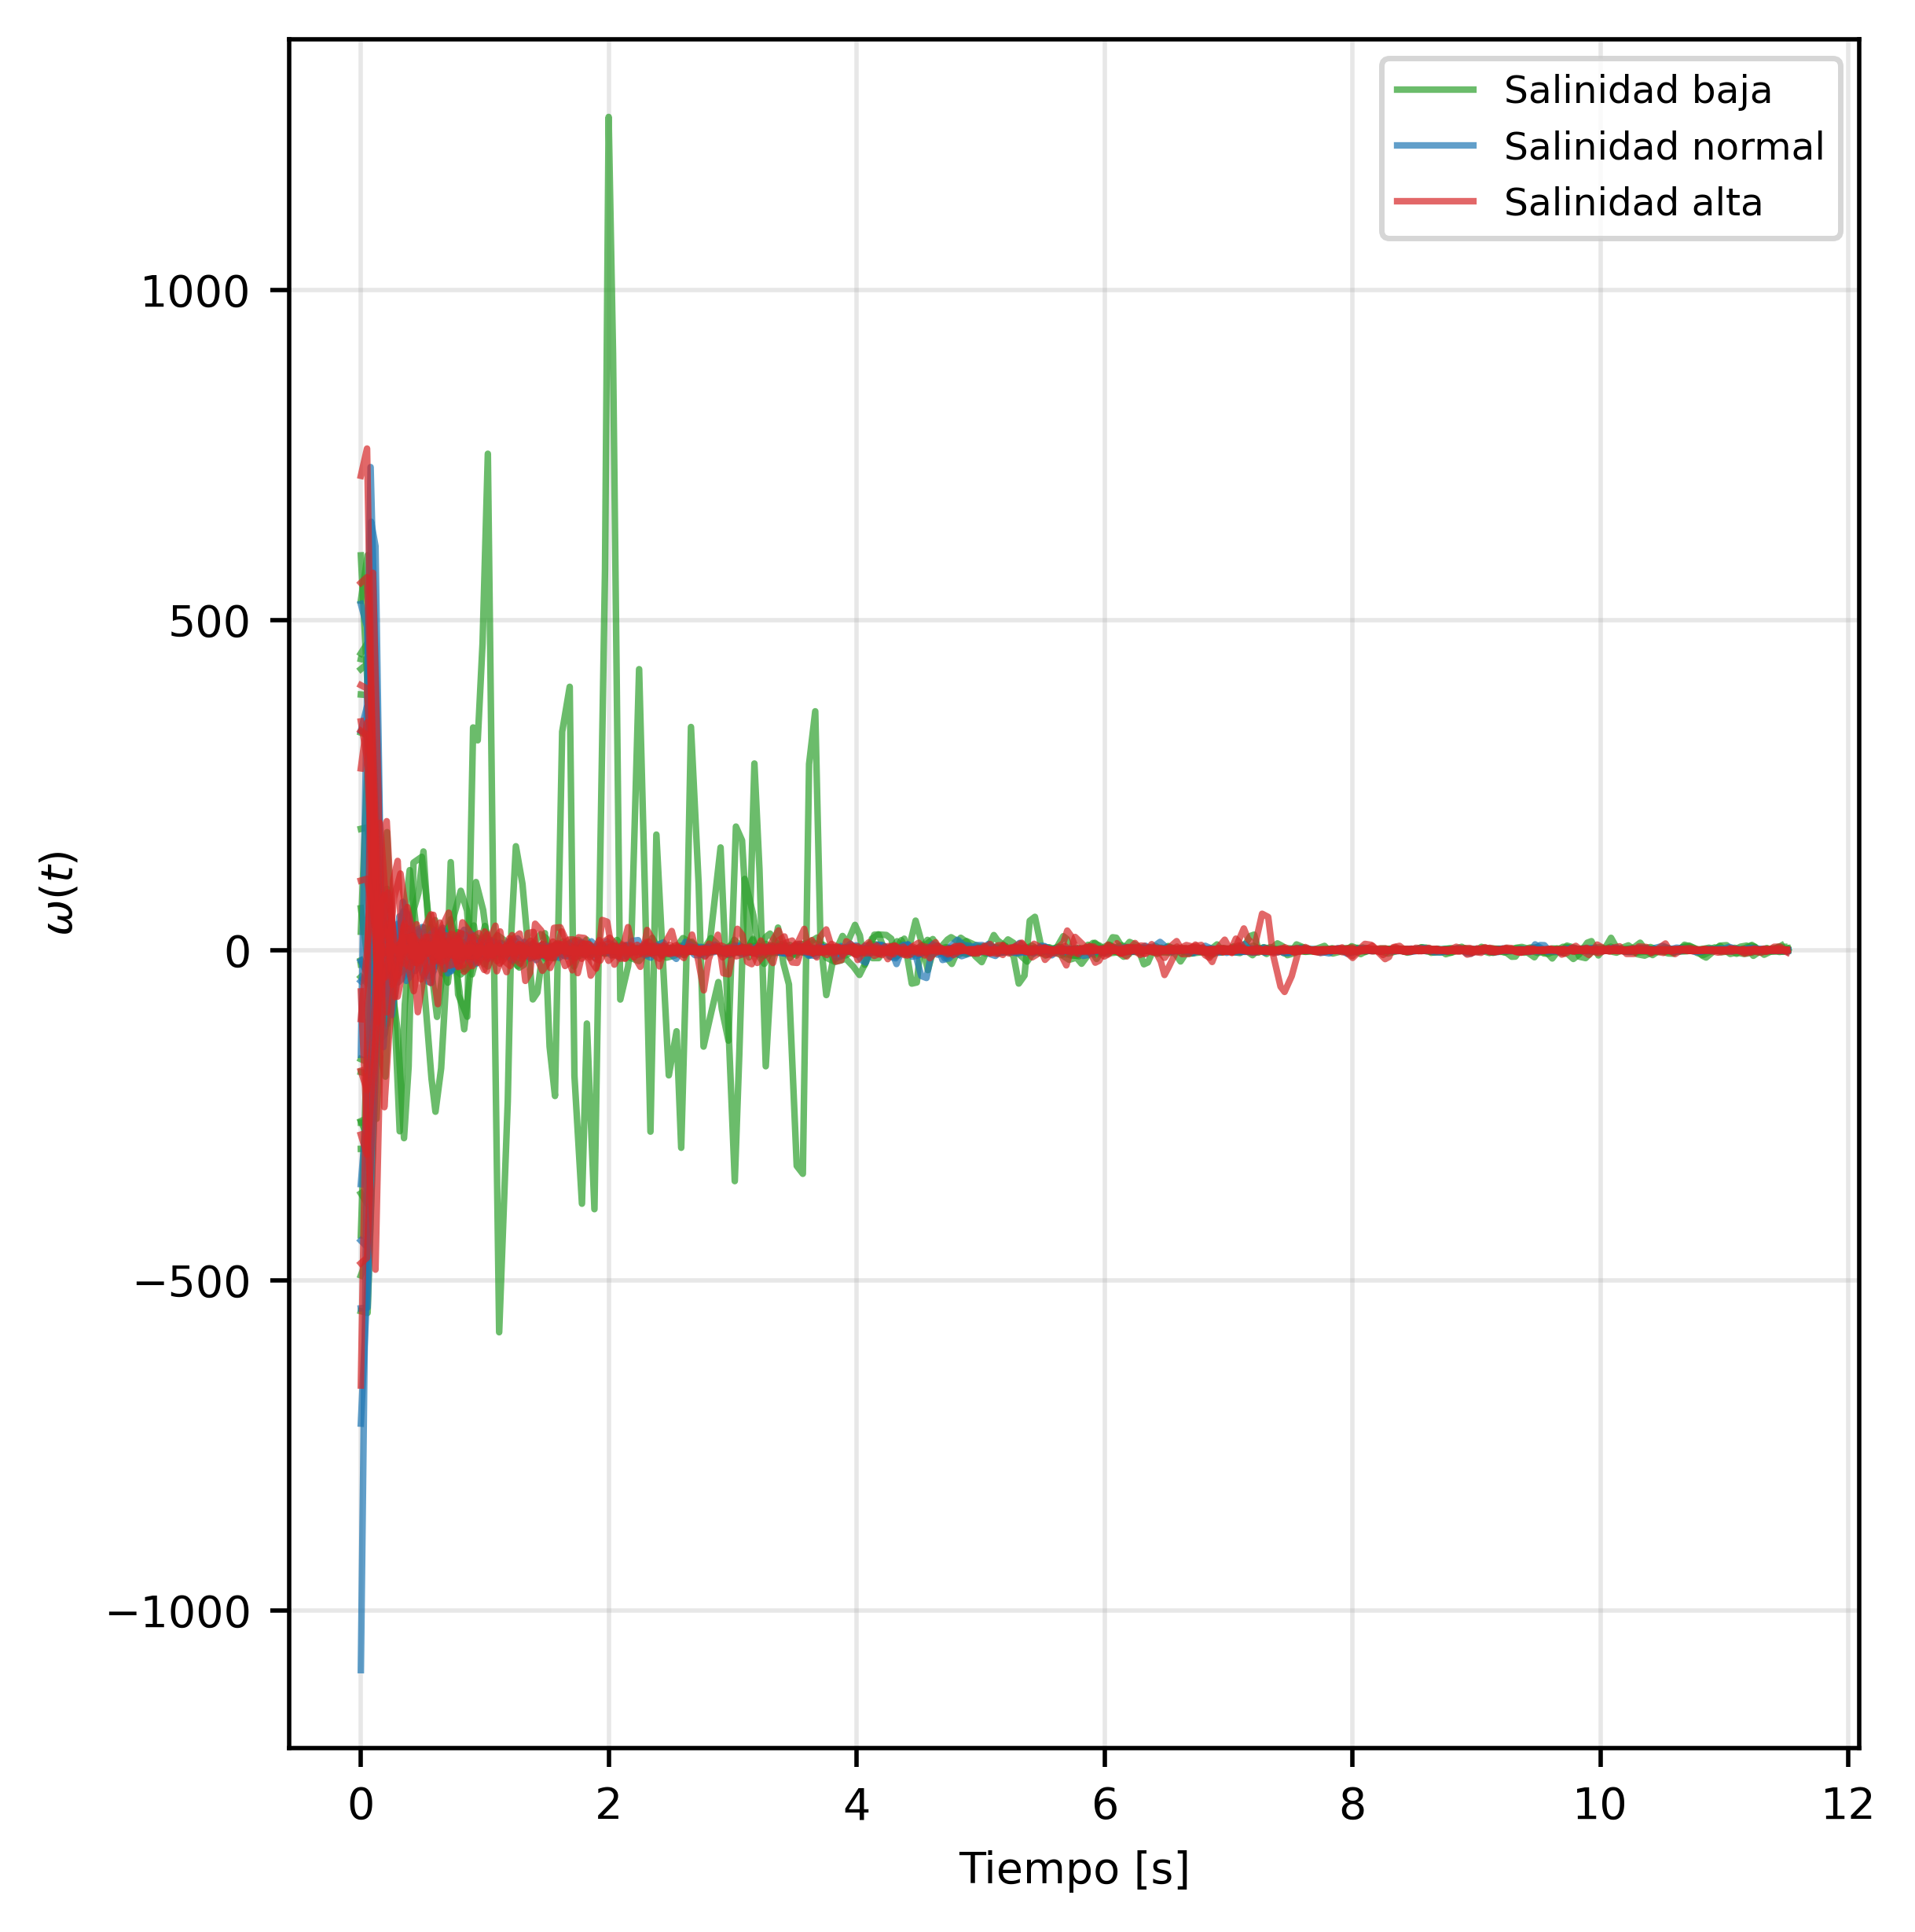 Salinidad baja
Salinidad normal
Salinidad alta
1000
500
0
−500
−1000
ω(t)
0 2 4 6 8 10 12
Tiempo [s]